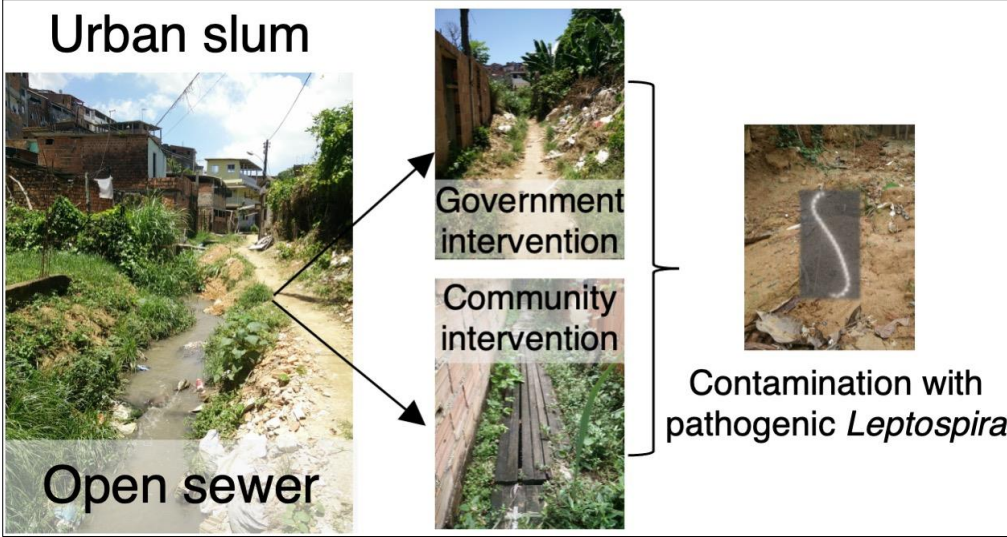 Urban slum
Open sewer
Government
intervention
Community
intervention
Contamination with
pathogenic Leptospira